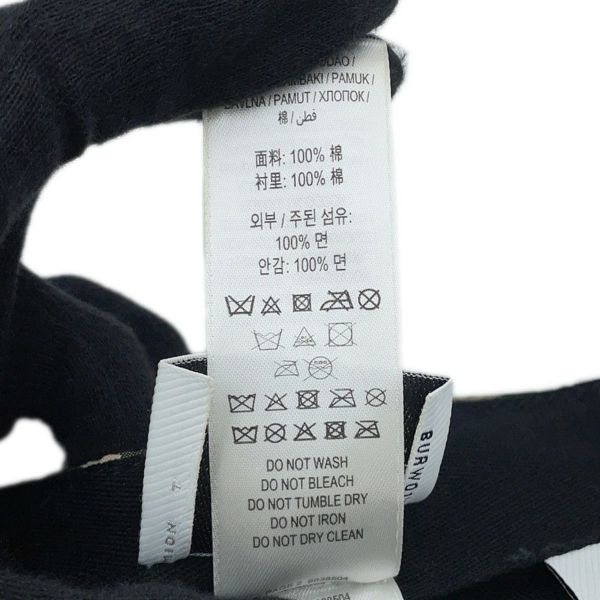 MBAKI / PAMUK /
/ PAMUT / ХЛОПОК /
棉 / قطن
面料: 100% 棉
衬里: 100% 棉
외부 / 주된 섬유:
100% 면
안감: 100% 면
DO NOT WASH
DO NOT BLEACH
DO NOT TUMBLE DRY
DO NOT IRON
DO NOT DRY CLEAN